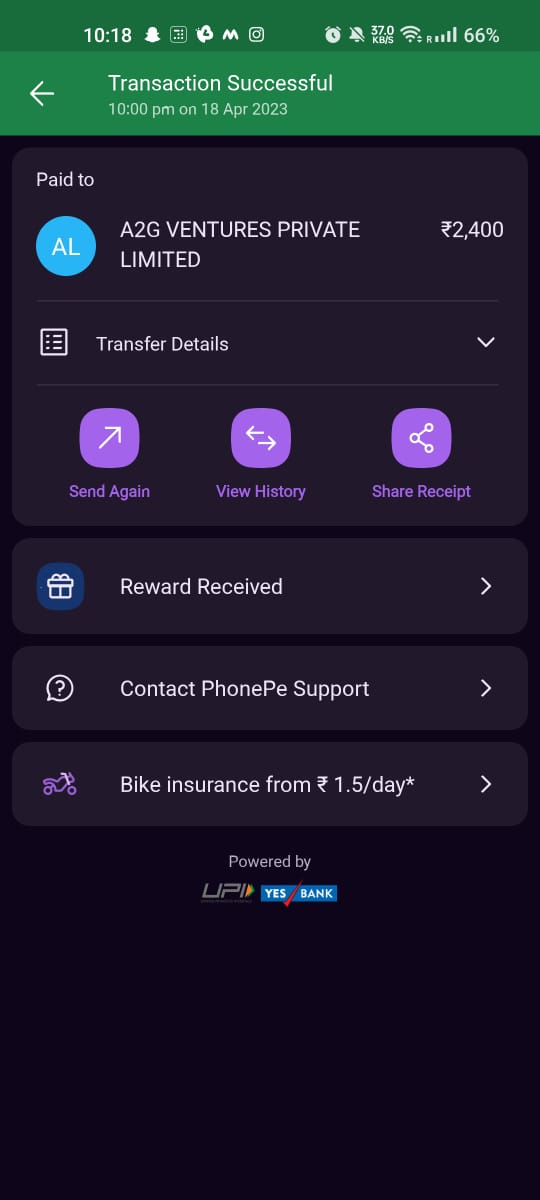 10:18 37.0 KB/S R 66%
Transaction Successful
10:00 pm on 18 Apr 2023
Paid to
AL
A2G VENTURES PRIVATE ₹2,400
LIMITED
Transfer Details
Send Again View History Share Receipt
Reward Received
Contact PhonePe Support
Bike insurance from ₹ 1.5/day*
Powered by
UPI YES BANK